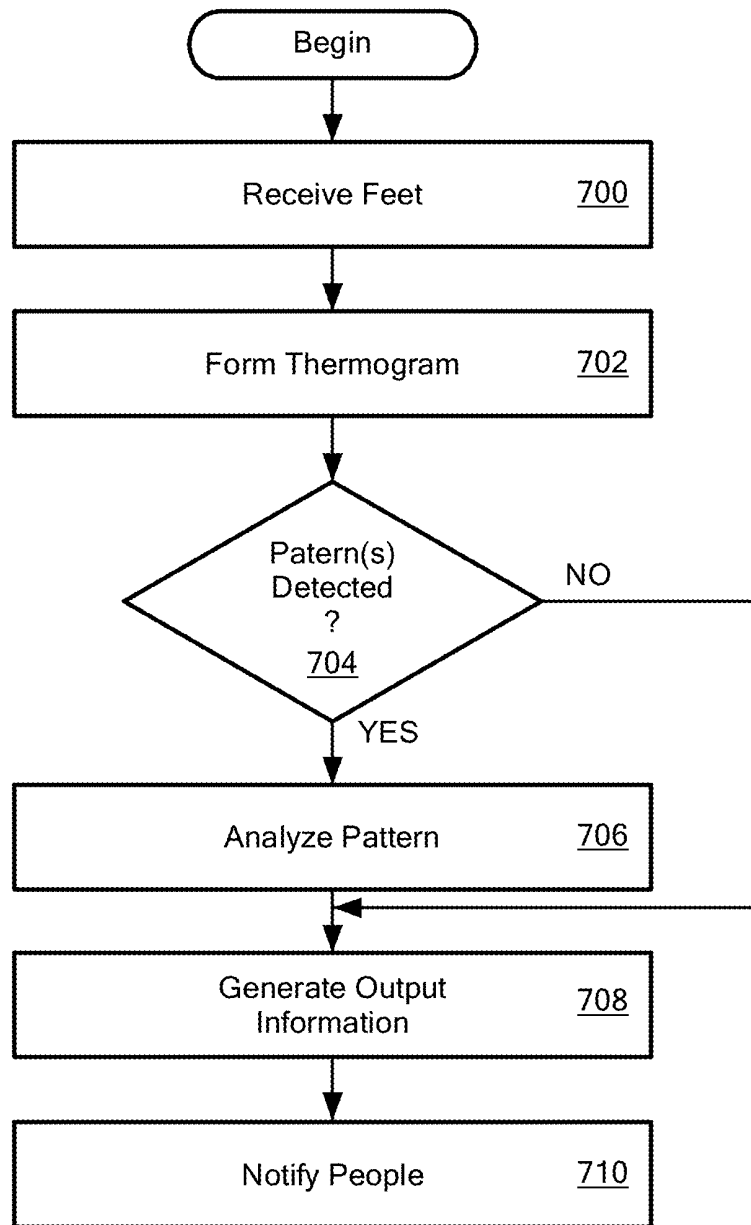 Begin
Receive Feet 700
Form Thermogram 702
Patern(s)
Detected
?
704
NO
YES
Analyze Pattern 706
Generate Output
Information
708
Notify People 710